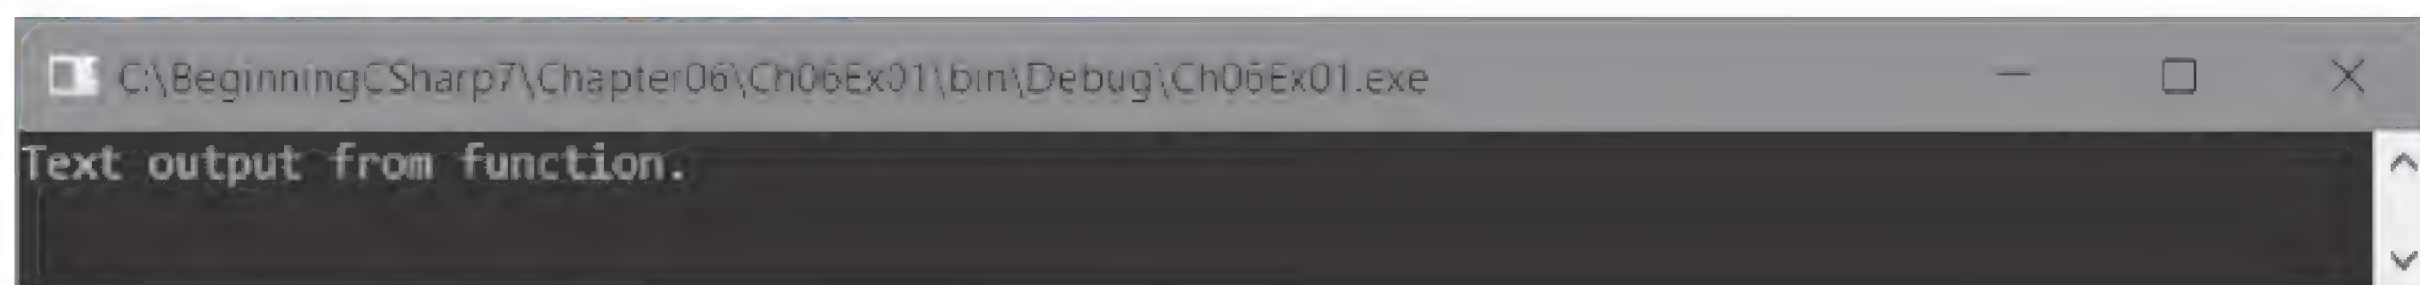 C:\BeginningCSharp7\Chapter06\Ch06Ex01\bin\Debug\Ch06Ex01.exe
Text output from function.